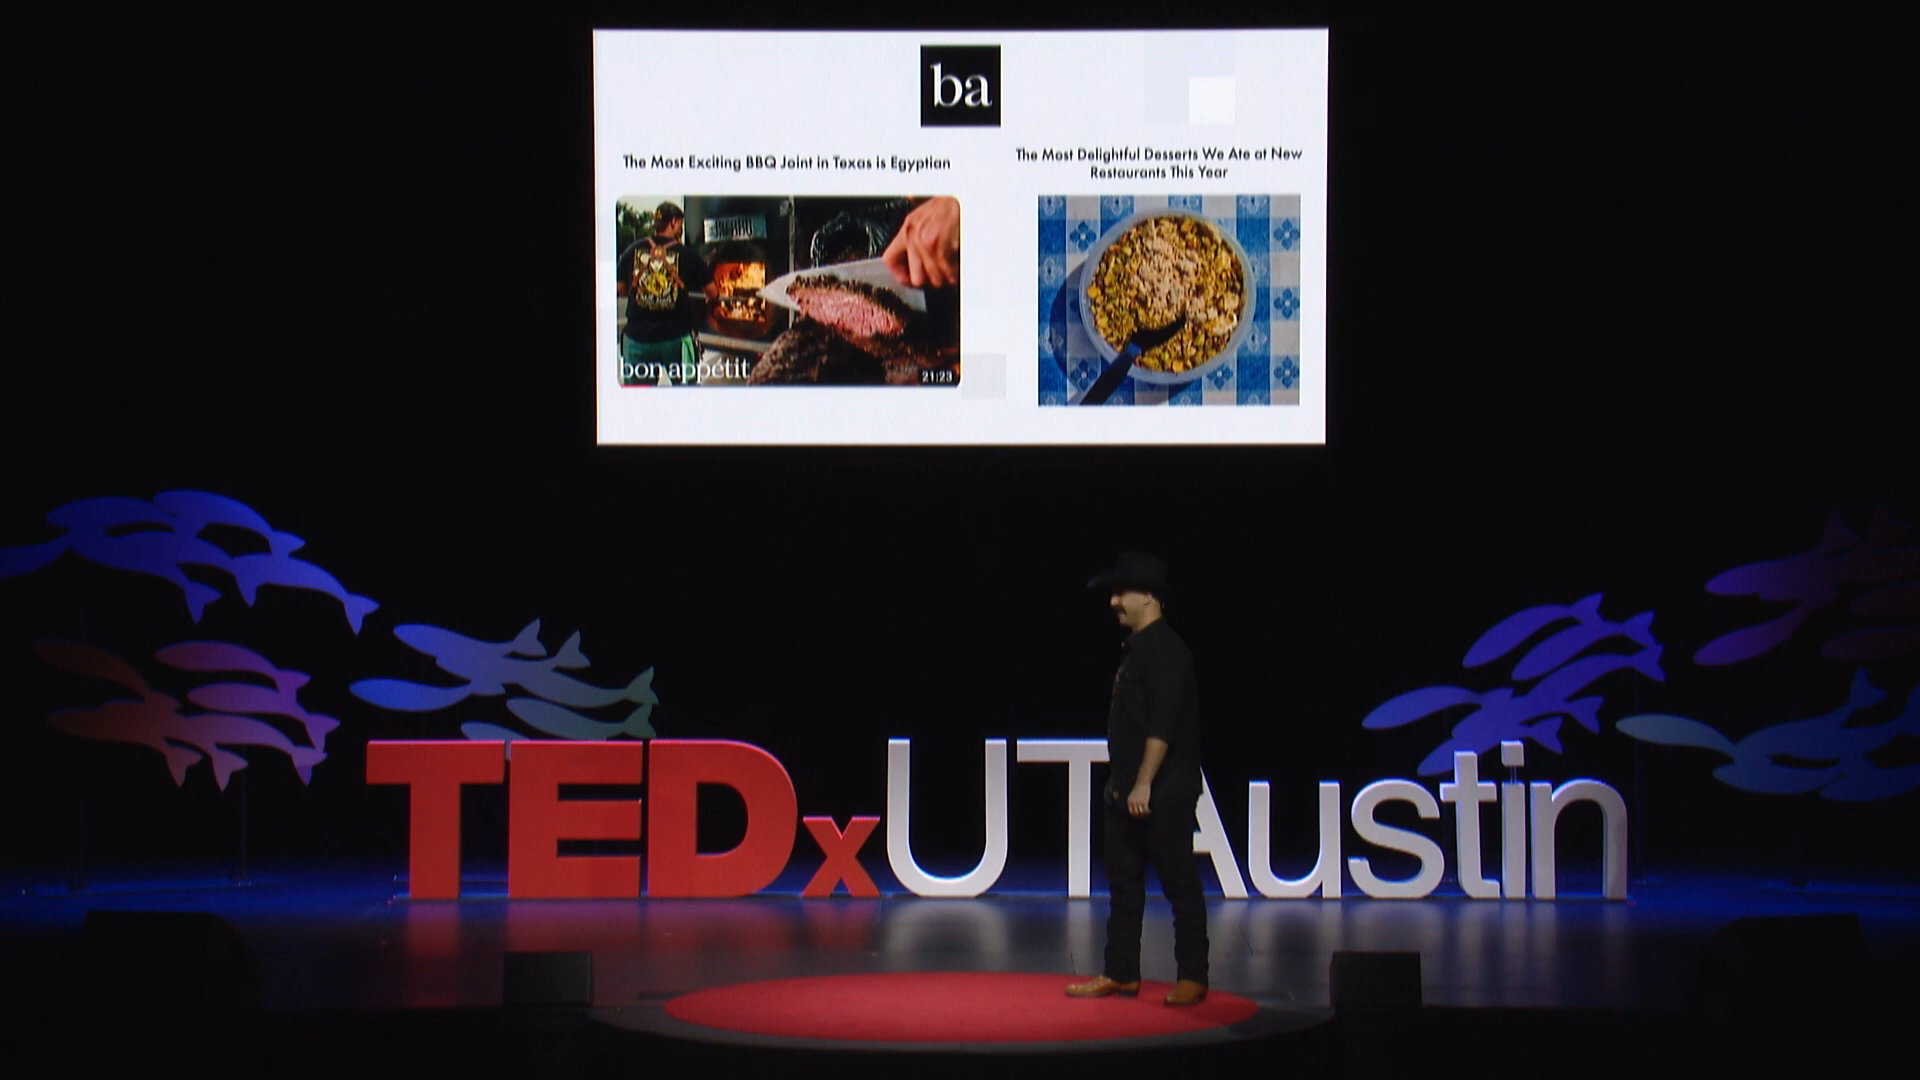 ba
The Most Exciting BBQ Joint in Texas is Egyptian
The Most Delightful Desserts We Ate at New
Restaurants This Year
bon appétit
21:23
TEDxUTAustin